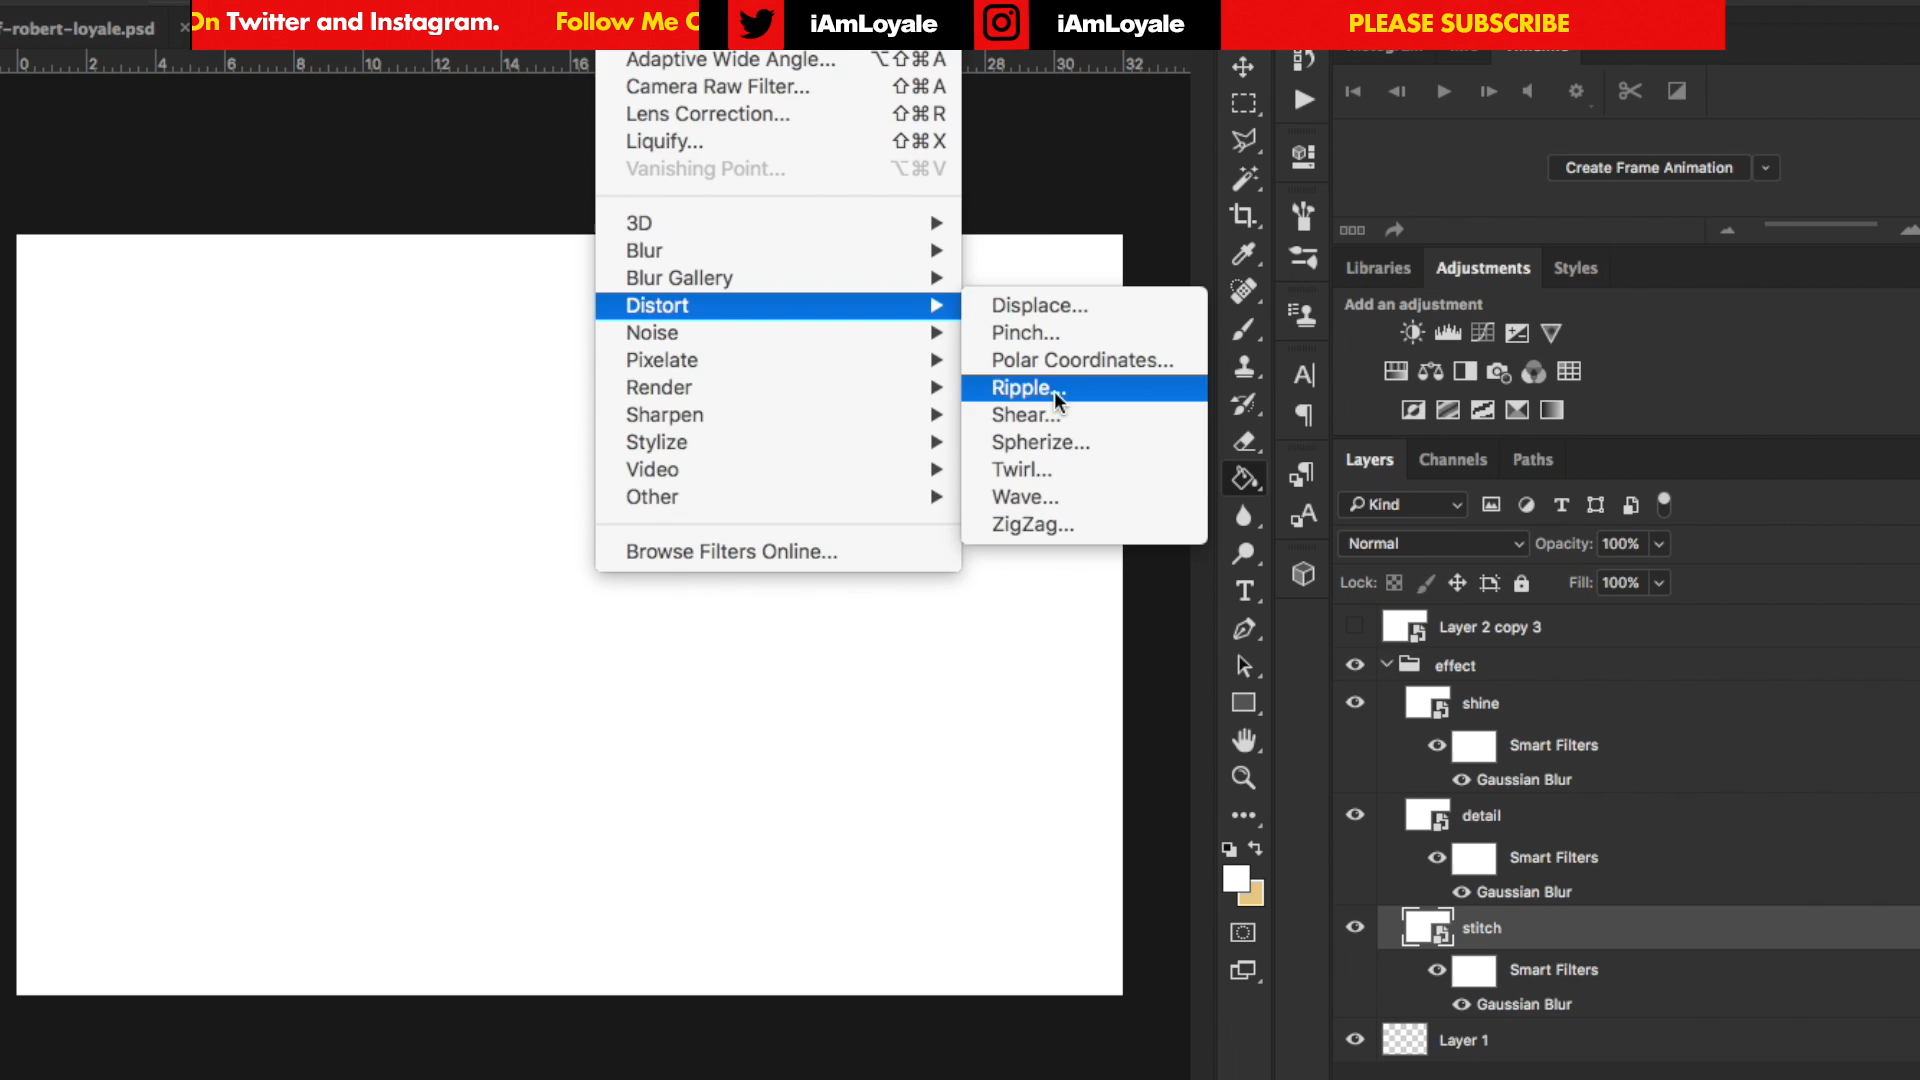 On Twitter and Instagram.
Follow Me
iAmLoyale
iAmLoyale
PLEASE SUBSCRIBE
f-robert-loyale.psd
0 2 4 6 8 10 12 14 16 28 30 32
Adaptive Wide Angle... ⌥⇧⌘A
Camera Raw Filter... ⇧⌘A
Lens Correction... ⇧⌘R
Liquify... ⇧⌘X
Vanishing Point... ⌥⌘V
3D
Blur
Blur Gallery
Distort
Noise
Pixelate
Render
Sharpen
Stylize
Video
Other
Browse Filters Online...
Displace...
Pinch...
Polar Coordinates...
Ripple...
Shear...
Spherize...
Twirl...
Wave...
ZigZag...
Create Frame Animation
Libraries Adjustments Styles
Add an adjustment
Layers Channels Paths
Kind
Normal Opacity: 100%
Lock: Fill: 100%
Layer 2 copy 3
effect
shine
Smart Filters
Gaussian Blur
detail
Smart Filters
Gaussian Blur
stitch
Smart Filters
Gaussian Blur
Layer 1